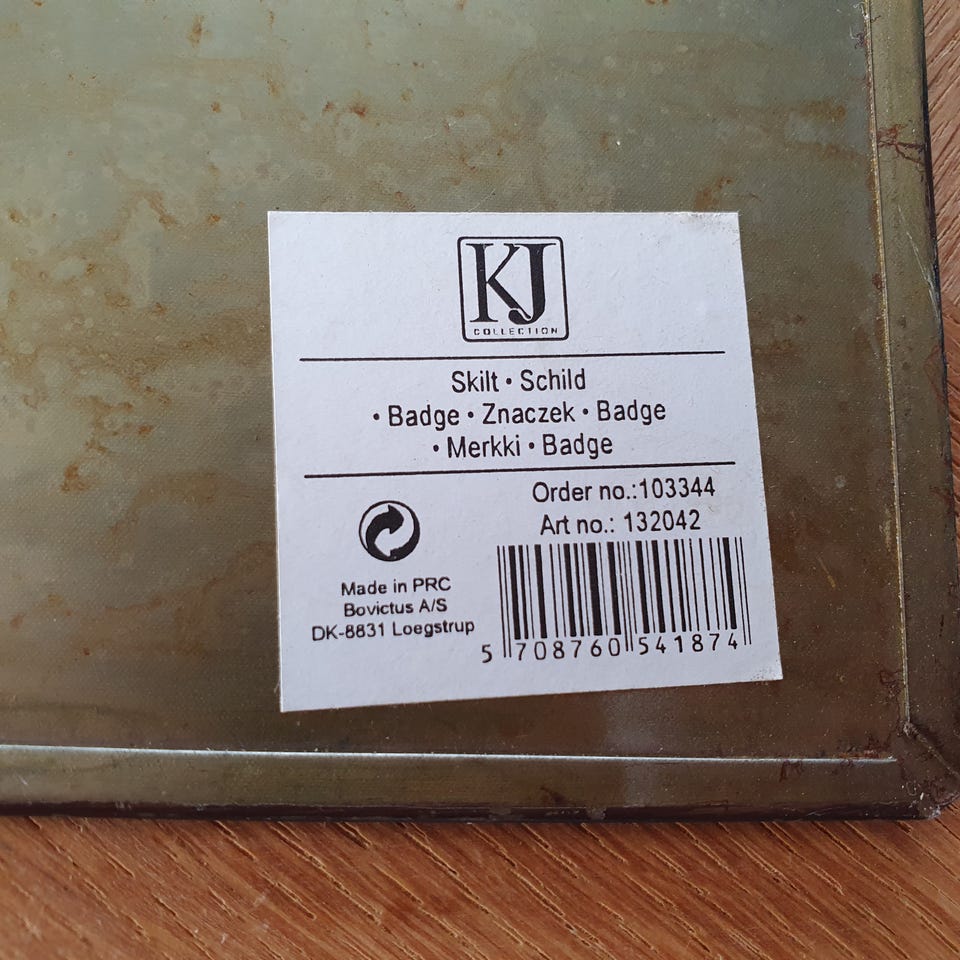 KJ
COLLECTION
Skilt • Schild
• Badge • Znaczek • Badge
• Merkki • Badge
Order no.:103344
Art no.: 132042
Made in PRC
Bovictus A/S
DK-8831 Loegstrup
5 708760 541874